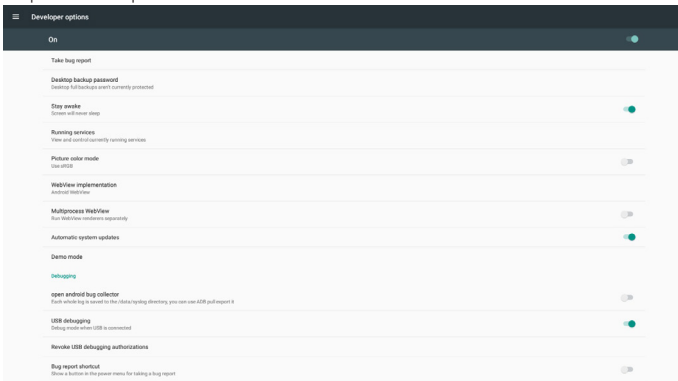 Developer options
On
Take bug report
Desktop backup password
Desktop full backups aren't currently protected
Stay awake
Screen will never sleep
Running services
View and control currently running services
Picture color mode
Use sRGB
WebView implementation
Android WebView
Multiprocess WebView
Run WebView renderers separately
Automatic system updates
Demo mode
Debugging
open android bug collector
Each whole log is saved to the /data/syslog directory, you can use ADB pull export it
USB debugging
Debug mode when USB is connected
Revoke USB debugging authorizations
Bug report shortcut
Show a button in the power menu for taking a bug report